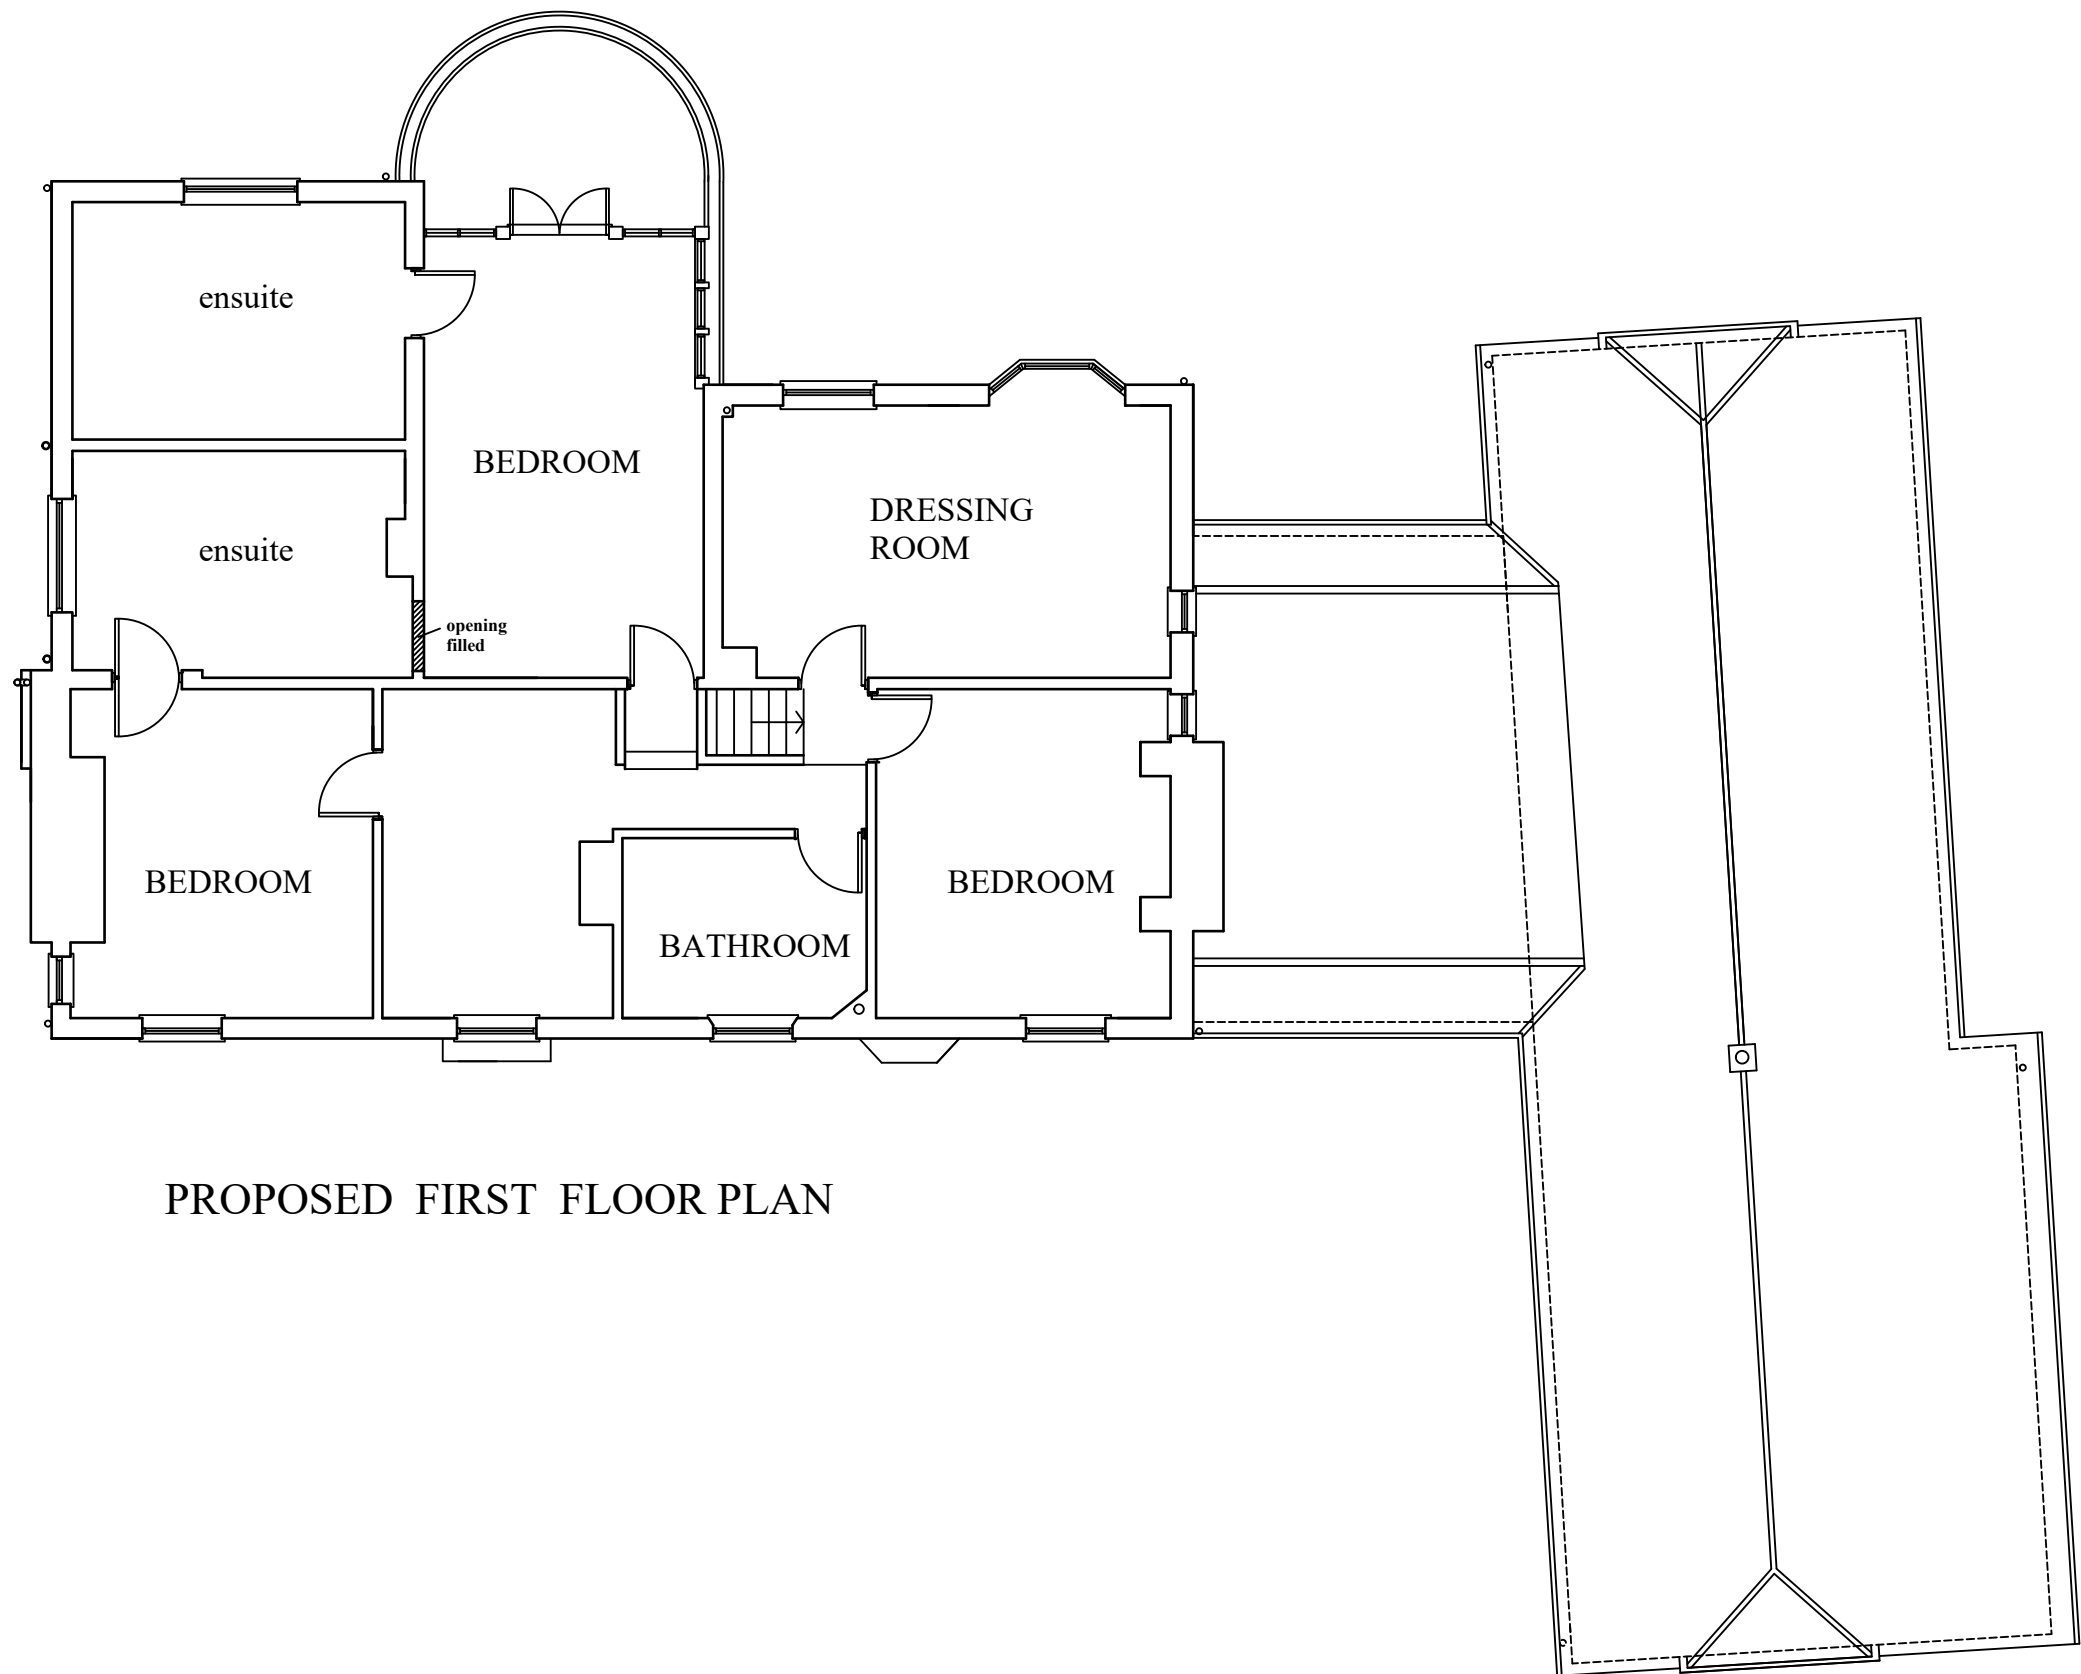 ensuite
BEDROOM
DRESSING
ROOM
ensuite
opening
filled
BEDROOM
BEDROOM
BATHROOM
PROPOSED FIRST FLOOR PLAN